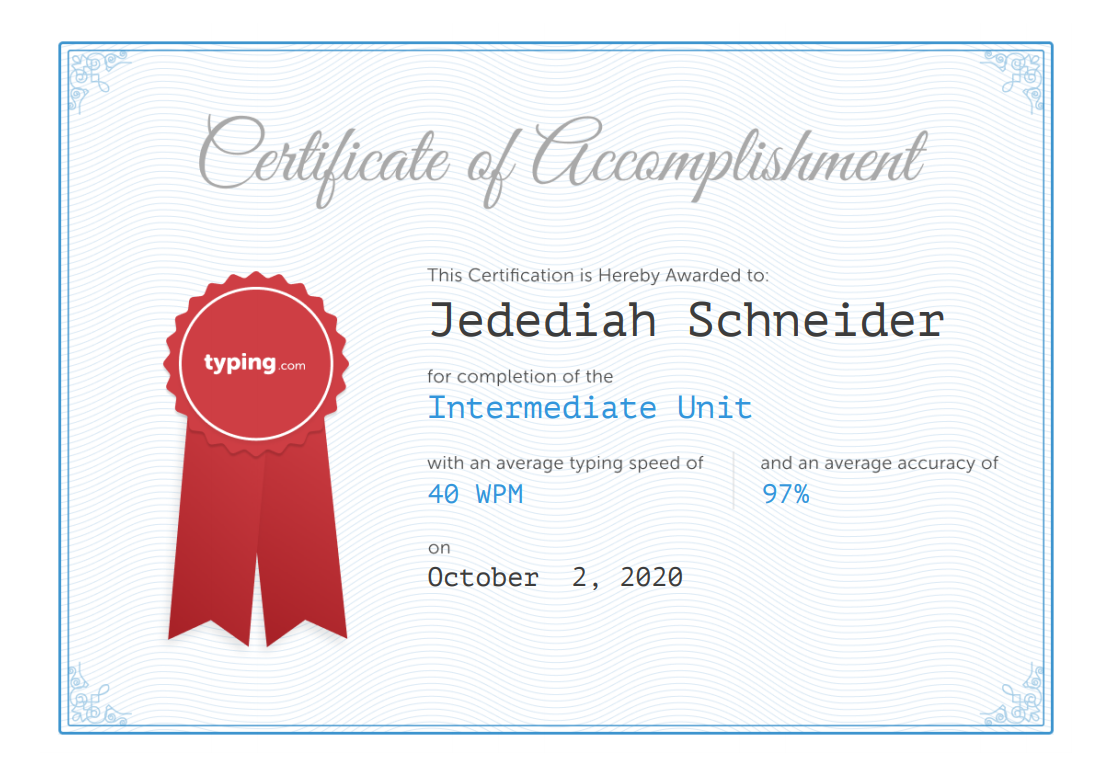 Certificate of Accomplishment
typing.com
This Certification is Hereby Awarded to:
Jedediah Schneider
for completion of the
Intermediate Unit
with an average typing speed of
40 WPM
and an average accuracy of
97%
on
October 2, 2020